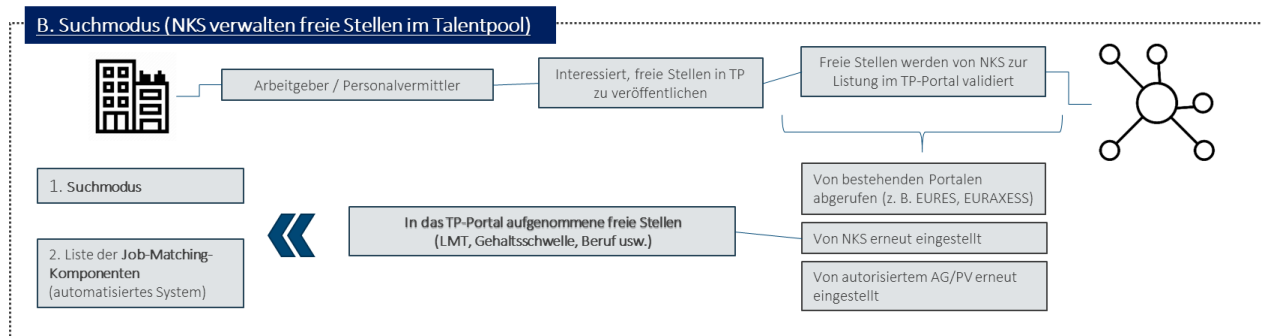 B. Suchmodus (NKS verwalten freie Stellen im Talentpool)
Arbeitgeber / Personalvermittler
Interessiert, freie Stellen in TP
zu veröffentlichen
Freie Stellen werden von NKS zur
Listung im TP-Portal validiert
1. Suchmodus
2. Liste der Job-Matching-
Komponenten
(automatisiertes System)
In das TP-Portal aufgenommene freie Stellen
(LMT, Gehaltsschwelle, Beruf usw.)
Von bestehenden Portalen
abgerufen (z. B. EURES, EURAXESS)
Von NKS erneut eingestellt
Von autorisiertem AG/PV erneut
eingestellt